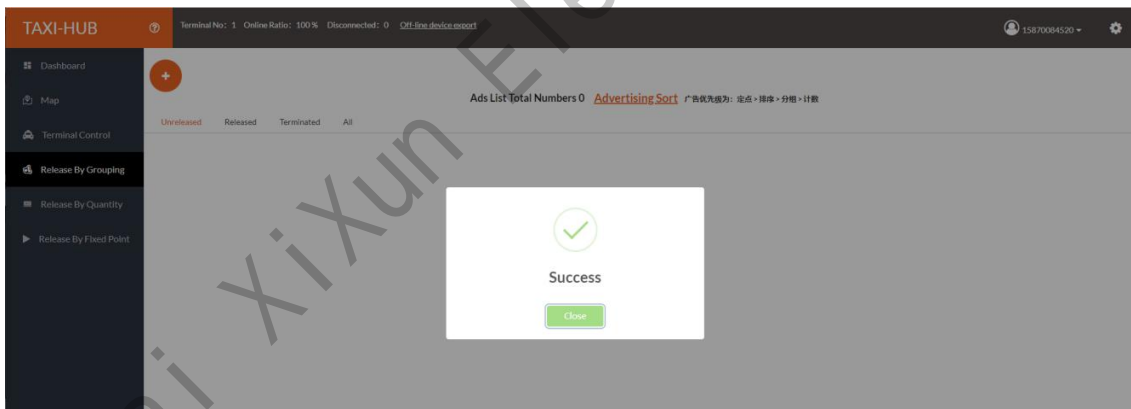 TAXI-HUB
Terminal No: 1 Online Ratio: 100 % Disconnected: 0 Off-line device export
15870084520
Dashboard
Map
Terminal Control
Release By Grouping
Release By Quantity
Release By Fixed Point
Ads List Total Numbers 0 Advertising Sort 广告优先级为：定点>排序>分组>计数
Unreleased Released Terminated All
Success
Close
XiXun